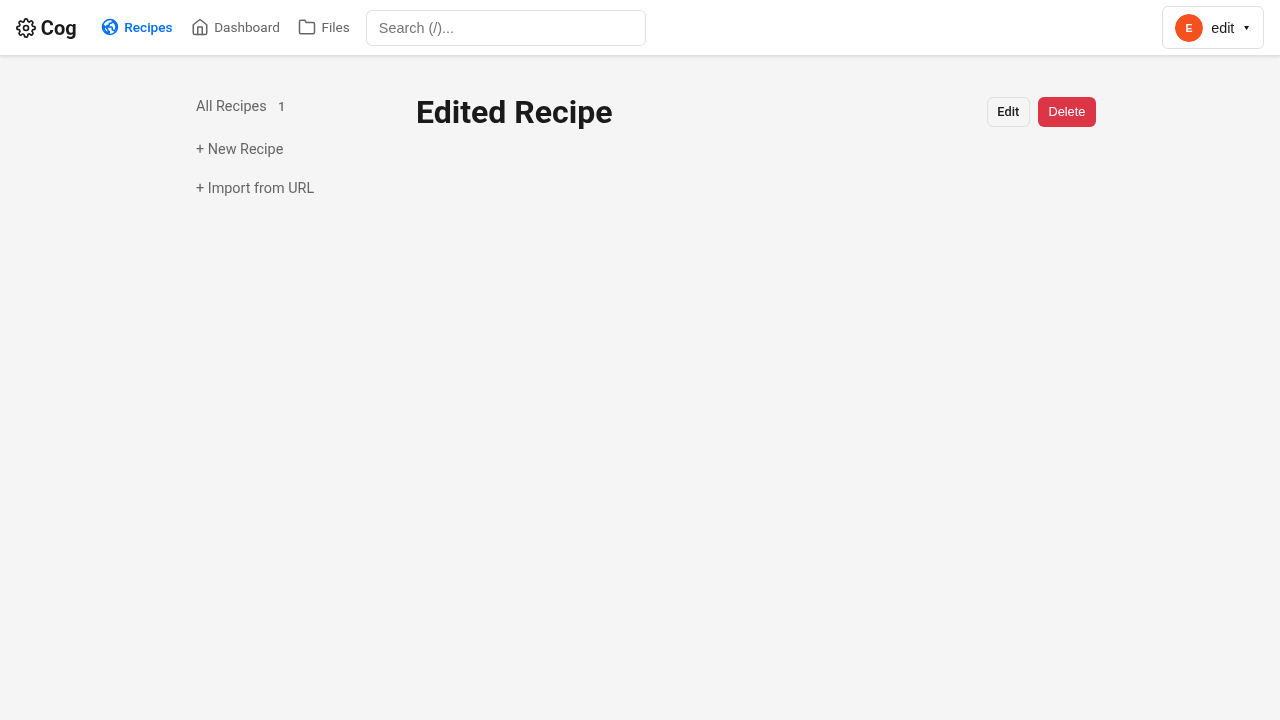 Cog Recipes Dashboard Files Search (/)... E edit
All Recipes 1
+ New Recipe
+ Import from URL
Edited Recipe Edit Delete